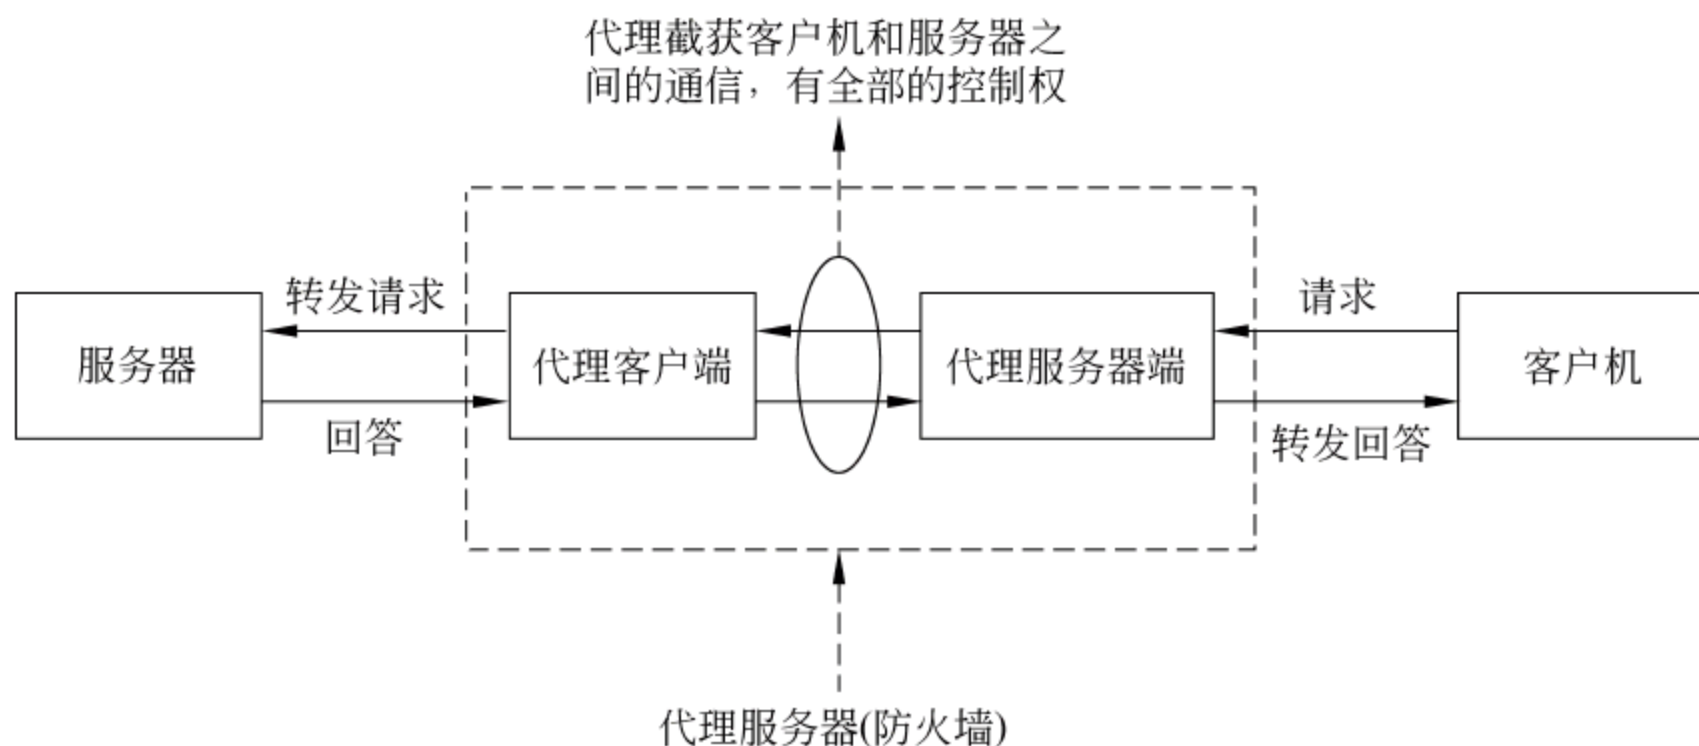 代理截获客户机和服务器之
间的通信，有全部的控制权
转发请求
请求
服务器
代理客户端
代理服务器端
客户机
回答
转发回答
代理服务器(防火墙)